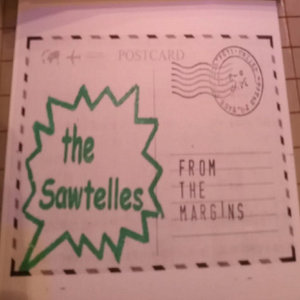 POSTCARD
the
Sawtelles
FROM
THE
MARGINS